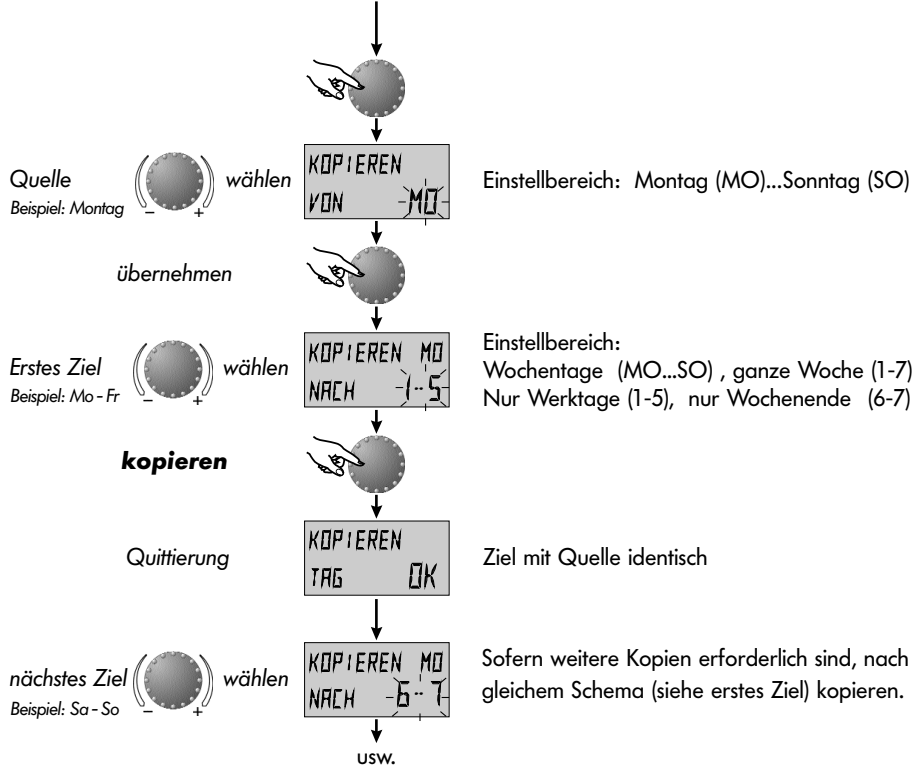 Quelle
wählen
Beispiel: Montag
- +
KOPIEREN
VON MO
Einstellbereich: Montag (MO)...Sonntag (SO)
übernehmen
Erstes Ziel
wählen
Beispiel: Mo - Fr
- +
KOPIEREN MO
NACH 1--5
Einstellbereich:
Wochentage (MO...SO) , ganze Woche (1-7)
Nur Werktage (1-5), nur Wochenende (6-7)
kopieren
Quittierung
KOPIEREN
TAG OK
Ziel mit Quelle identisch
nächstes Ziel
wählen
Beispiel: Sa - So
- +
KOPIEREN MO
NACH 6--7
Sofern weitere Kopien erforderlich sind, nach
gleichem Schema (siehe erstes Ziel) kopieren.
usw.